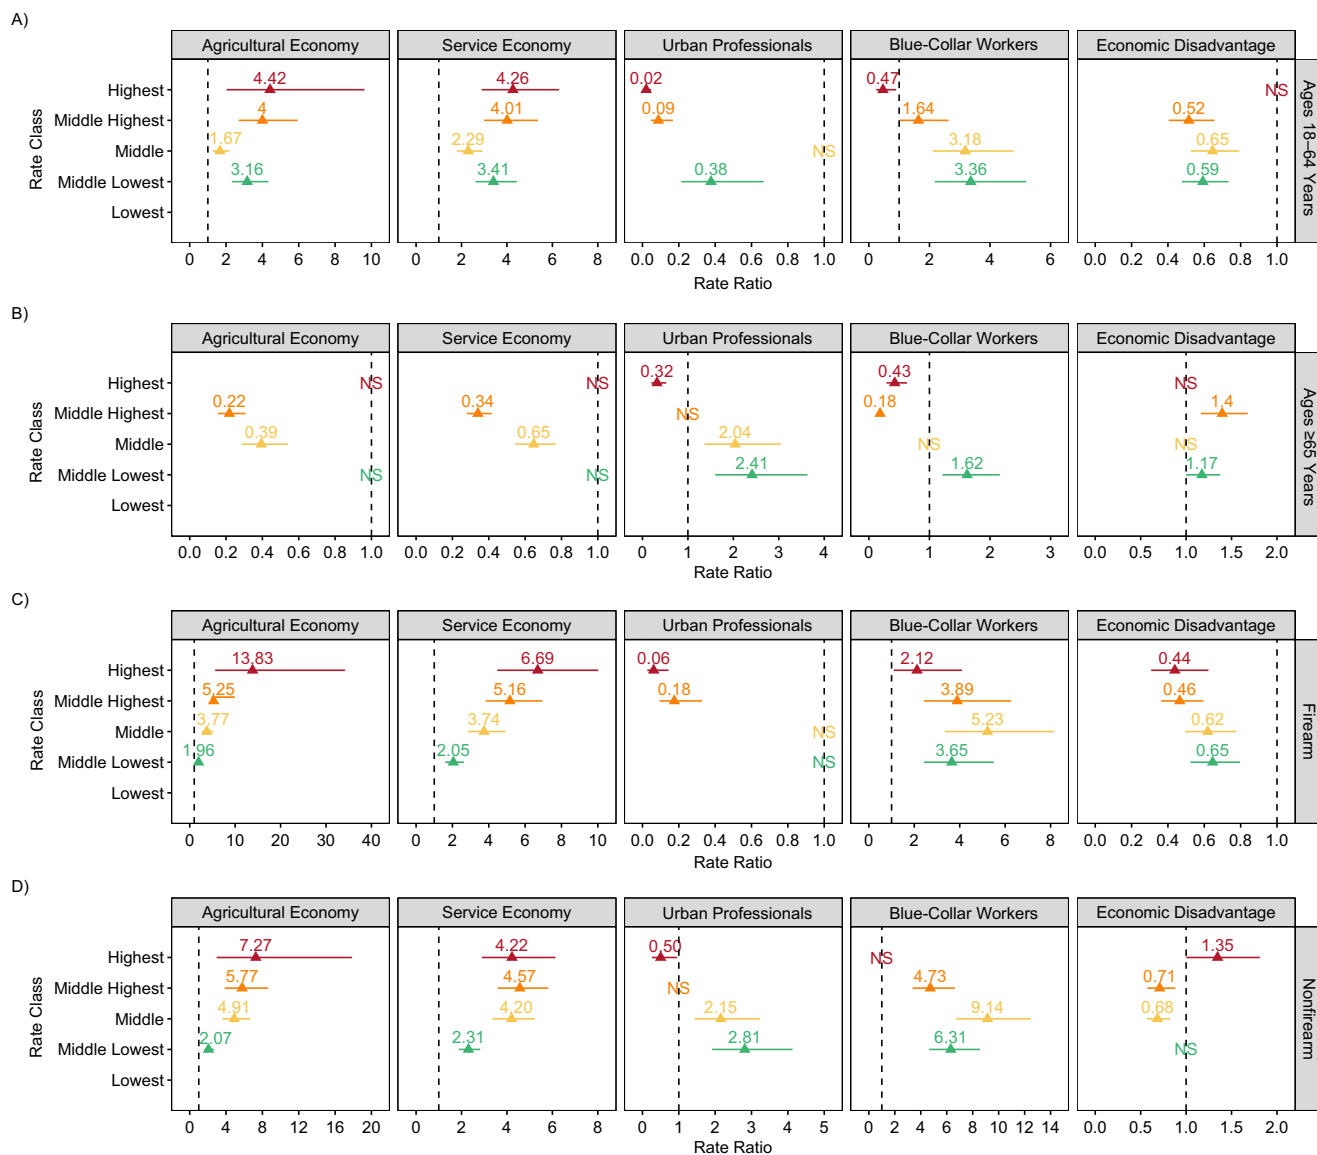 A)
Agricultural Economy Service Economy Urban Professionals Blue-Collar Workers Economic Disadvantage
Rate Class
Ages 18–64 Years
Highest 4.42 4.26 0.02 0.47 NS
Middle Highest 4 4.01 0.09 1.64 0.52
Middle 1.67 2.29 NS 3.18 0.65
Middle Lowest 3.16 3.41 0.38 3.36 0.59
Lowest
0 2 4 6 8 10 0 2 4 6 8 0.0 0.2 0.4 0.6 0.8 1.0 0 2 4 6 0.0 0.2 0.4 0.6 0.8 1.0
Rate Ratio
B)
Agricultural Economy Service Economy Urban Professionals Blue-Collar Workers Economic Disadvantage
Rate Class
Ages ≥65 Years
Highest NS NS 0.32 0.43 NS
Middle Highest 0.22 0.34 NS 0.18 1.4
Middle 0.39 0.65 2.04 NS NS
Middle Lowest NS NS 2.41 1.62 1.17
Lowest
0.0 0.2 0.4 0.6 0.8 1.0 0.0 0.2 0.4 0.6 0.8 1.0 0 1 2 3 4 0 1 2 3 0.0 0.5 1.0 1.5 2.0
Rate Ratio
C)
Agricultural Economy Service Economy Urban Professionals Blue-Collar Workers Economic Disadvantage
Rate Class
Firearm
Highest 13.83 6.69 0.06 2.12 0.44
Middle Highest 5.25 5.16 0.18 3.89 0.46
Middle 3.77 3.74 NS 5.23 0.62
Middle Lowest 1.96 2.05 NS 3.65 0.65
Lowest
0 10 20 30 40 0 2 4 6 8 10 0.0 0.2 0.4 0.6 0.8 1.0 0 2 4 6 8 0.0 0.2 0.4 0.6 0.8 1.0
Rate Ratio
D)
Agricultural Economy Service Economy Urban Professionals Blue-Collar Workers Economic Disadvantage
Rate Class
Nonfirearm
Highest 7.27 4.22 0.50 NS 1.35
Middle Highest 5.77 4.57 NS 4.73 0.71
Middle 4.91 4.20 2.15 9.14 0.68
Middle Lowest 2.07 2.31 2.81 6.31 NS
Lowest
0 4 8 12 16 20 0 2 4 6 8 0 1 2 3 4 5 0 2 4 6 8 10 12 14 0.0 0.5 1.0 1.5 2.0
Rate Ratio